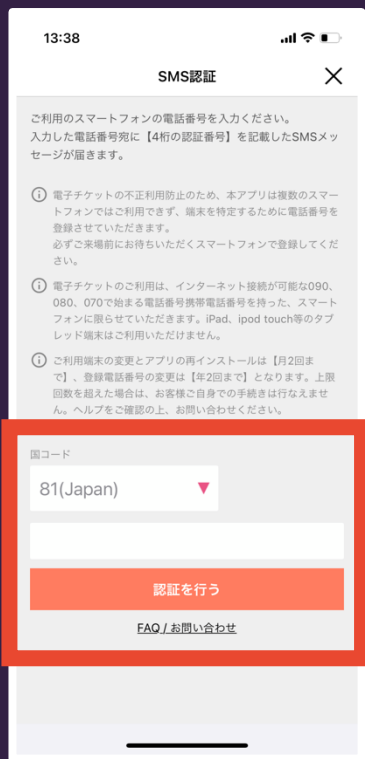 13:38
SMS認証
ご利用のスマートフォンの電話番号を入力ください。
入力した電話番号宛に【4桁の認証番号】を記載したSMSメッ
セージが届きます。
電子チケットの不正利用防止のため、本アプリは複数のスマー
トフォンではご利用できず、端末を特定するために電話番号を
登録させていただきます。
必ずご来場前にお持ちいただくスマートフォンで登録してくだ
さい。
電子チケットのご利用は、インターネット接続が可能な090、
080、070で始まる電話番号携帯電話番号を持った、スマート
フォンに限らせていただきます。iPad、ipod touch等のタブ
レッド端末はご利用いただけません。
ご利用端末の変更とアプリの再インストールは【月2回ま
で】、登録電話番号の変更は【年2回まで】となります。上限
回数を超えた場合は、お客様ご自身での手続きは行なえませ
ん。ヘルプをご確認の上、お問い合わせください。
国コード
81(Japan)
認証を行う
FAQ / お問い合わせ